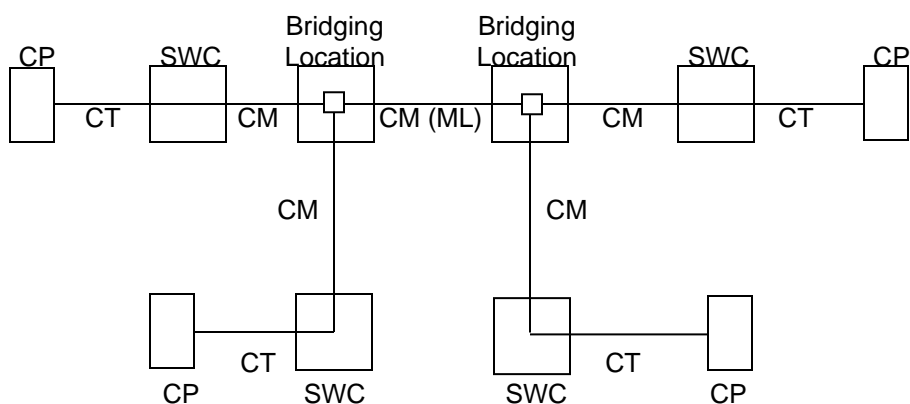 Bridging
Location
Bridging
Location
CP
SWC
SWC
CP
CT
CM
CM (ML)
CM
CT
CM
CM
CT
CT
CP
SWC
SWC
CP